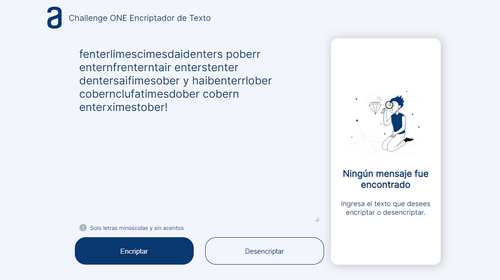 Challenge ONE Encriptador de Texto
fenterlimescimesdaidenters poberr
enternfrenterntair enterstenter
dentersaifimesober y haibenterrlober
cobernclufatimesdober cobern
enterximestober!
Solo letras minúsculas y sin acentos
Encriptar
Desencriptar
Ningún mensaje fue
encontrado
Ingresa el texto que desees
encriptar o desencriptar.